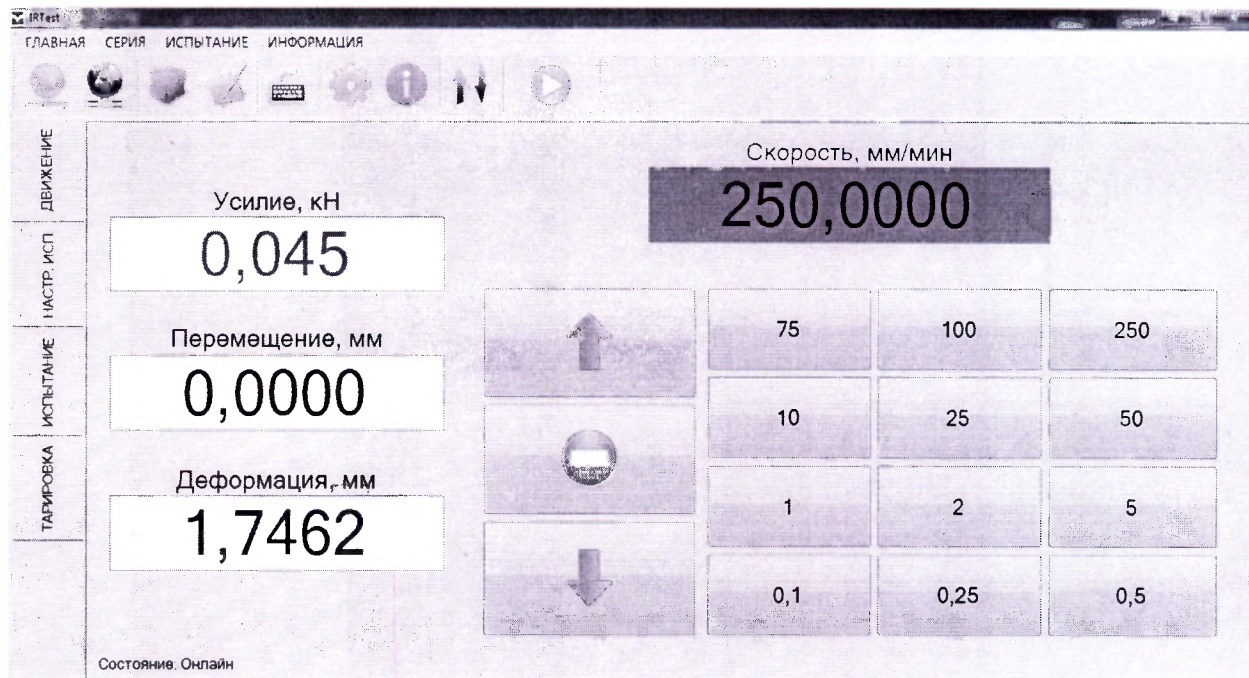 IRTest
ГЛАВНАЯ СЕРИЯ ИСПЫТАНИЕ ИНФОРМАЦИЯ
ДВИЖЕНИЕ
НАСТР. ИСП
ИСПЫТАНИЕ
ТАРИРОВКА
Усилие, кН
0,045
Перемещение, мм
0,0000
Деформация, мм
1,7462
Скорость, мм/мин
250,0000
75 100 250
10 25 50
1 2 5
0,1 0,25 0,5
Состояние: Онлайн